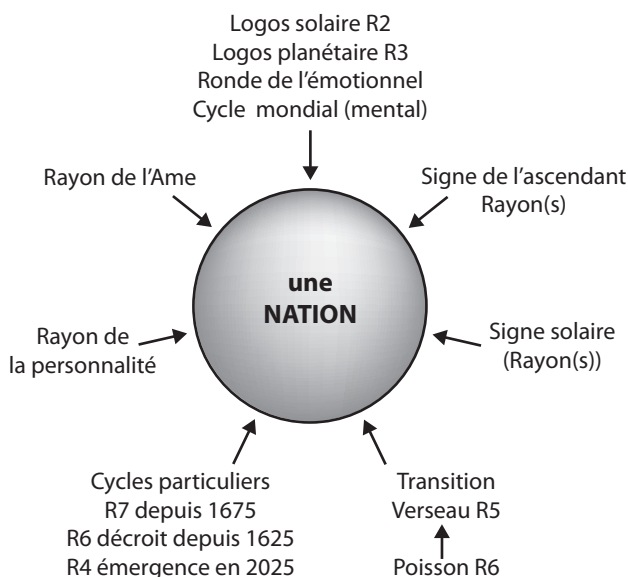 Logos solaire R2
Logos planétaire R3
Ronde de l'émotionnel
Cycle mondial (mental)
Rayon de l'Ame
Signe de l'ascendant
Rayon(s)
une
NATION
Rayon de
la personnalité
Signe solaire
(Rayon(s))
Cycles particuliers
R7 depuis 1675
R6 décroit depuis 1625
R4 émergence en 2025
Transition
Verseau R5
Poisson R6